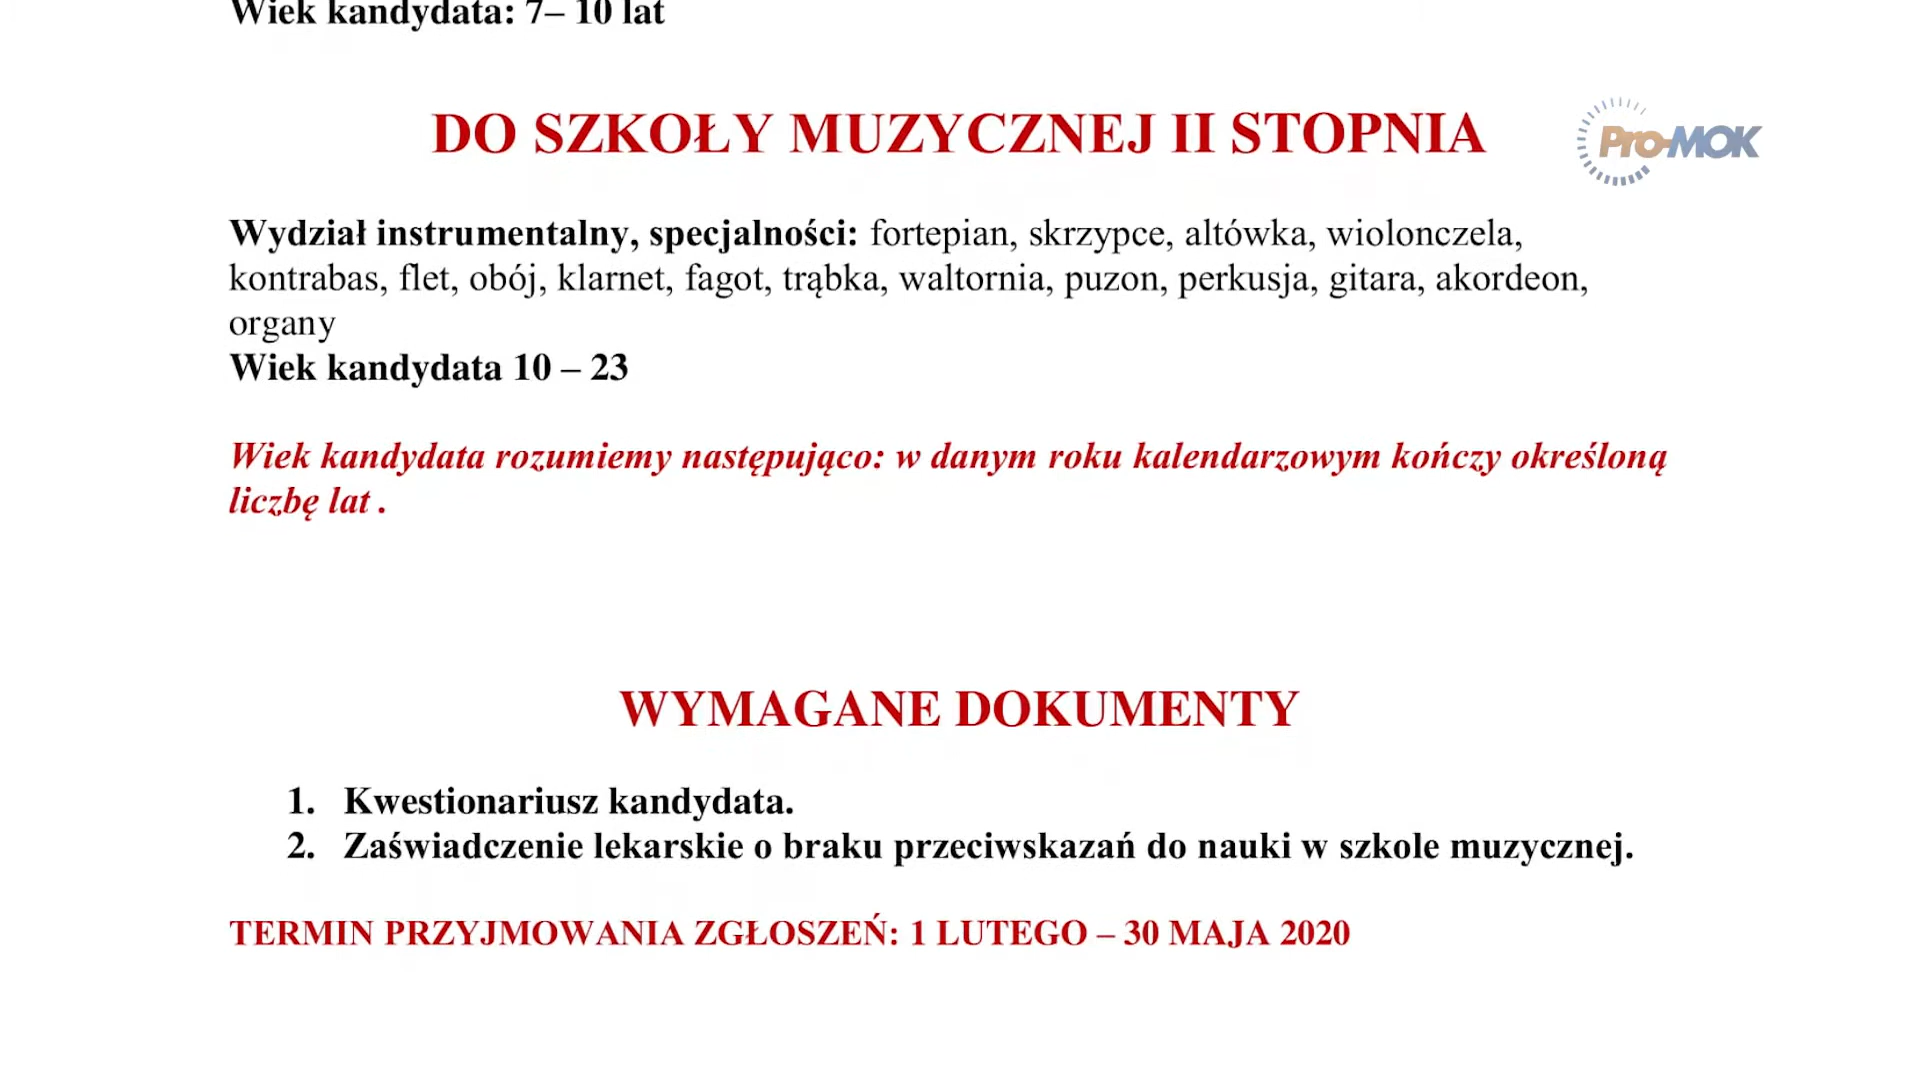 Wiek kandydata: 7– 10 lat
DO SZKOŁY MUZYCZNEJ II STOPNIA
Pro-MOK
Wydział instrumentalny, specjalności: fortepian, skrzypce, altówka, wiolonczela,
kontrabas, flet, obój, klarnet, fagot, trąbka, waltornia, puzon, perkusja, gitara, akordeon,
organy
Wiek kandydata 10 – 23
Wiek kandydata rozumiemy następująco: w danym roku kalendarzowym kończy określoną
liczbę lat .
WYMAGANE DOKUMENTY
1. Kwestionariusz kandydata.
2. Zaświadczenie lekarskie o braku przeciwskazań do nauki w szkole muzycznej.
TERMIN PRZYJMOWANIA ZGŁOSZEŃ: 1 LUTEGO – 30 MAJA 2020